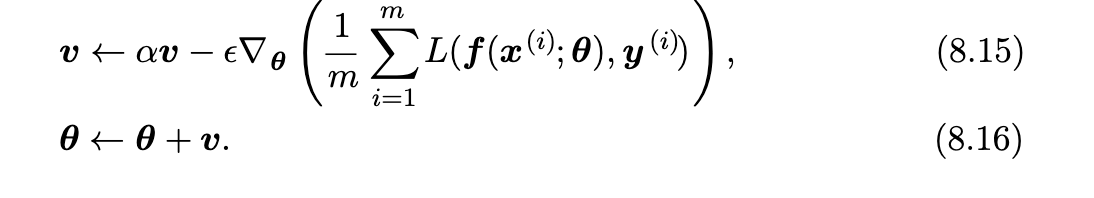 v ← αv − ϵ∇_θ ( 1/m ∑_{i=1}^{m} L(f(x^{(i)}; θ), y^{(i)}) ) , (8.15)
θ ← θ + v. (8.16)